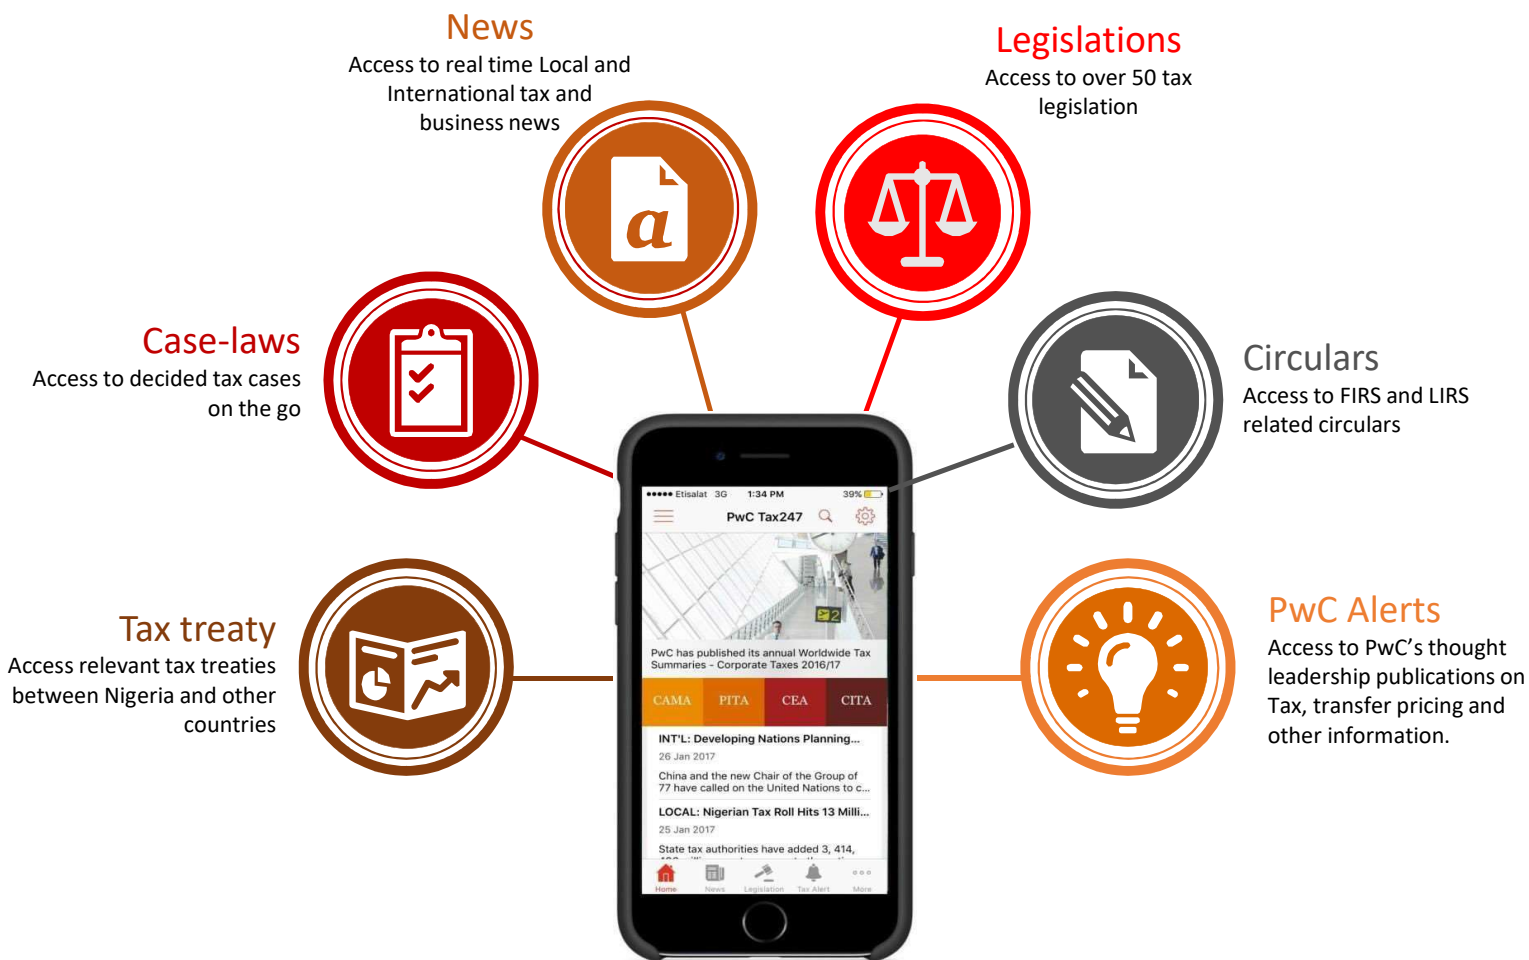 News
Access to real time Local and
International tax and
business news
Legislations
Access to over 50 tax
legislation
a
Case-laws
Access to decided tax cases
on the go
Circulars
Access to FIRS and LIRS
related circulars
Tax treaty
Access relevant tax treaties
between Nigeria and other
countries
PwC Alerts
Access to PwC’s thought
leadership publications on
Tax, transfer pricing and
other information.
Etisalat 3G 1:34 PM 39%
PwC Tax247
2
PwC has published its annual Worldwide Tax
Summaries - Corporate Taxes 2016/17
CAMA PITA CEA CITA
INT'L: Developing Nations Planning...
26 Jan 2017
China and the new Chair of the Group of
77 have called on the United Nations to c...
LOCAL: Nigerian Tax Roll Hits 13 Milli...
25 Jan 2017
State tax authorities have added 3, 414,
Home News Legislation Tax Alert More